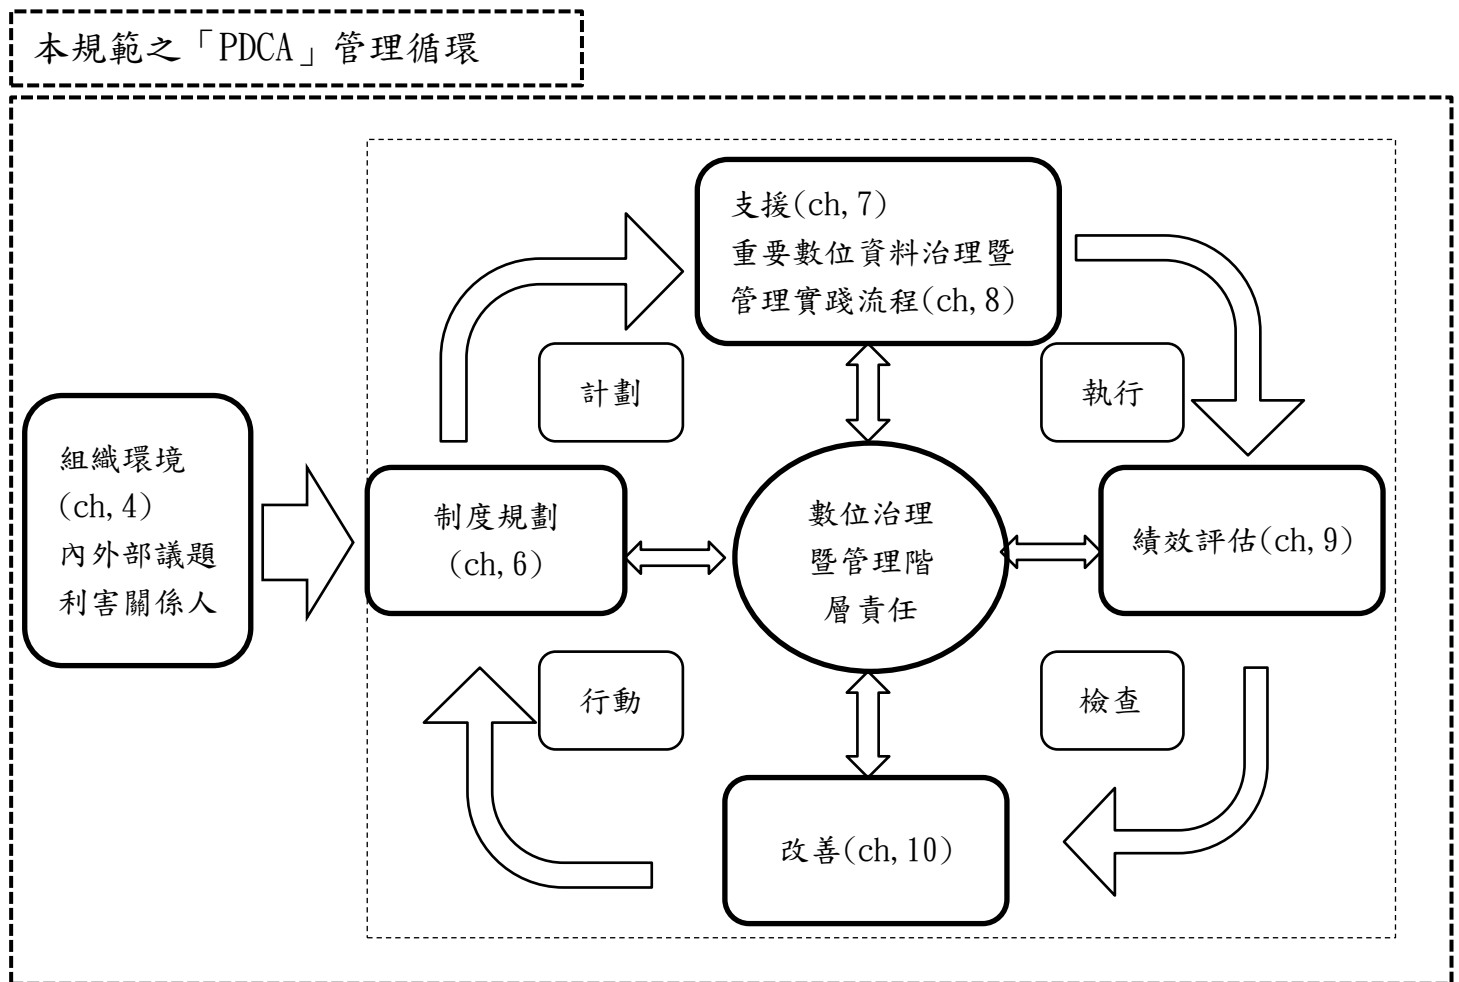 本規範之「PDCA」管理循環
支援(ch,7)
重要數位資料治理暨
管理實踐流程(ch,8)
計劃
執行
組織環境
(ch,4)
內外部議題
利害關係人
制度規劃
(ch,6)
數位治理
暨管理階
層責任
績效評估(ch,9)
行動
檢查
改善(ch,10)